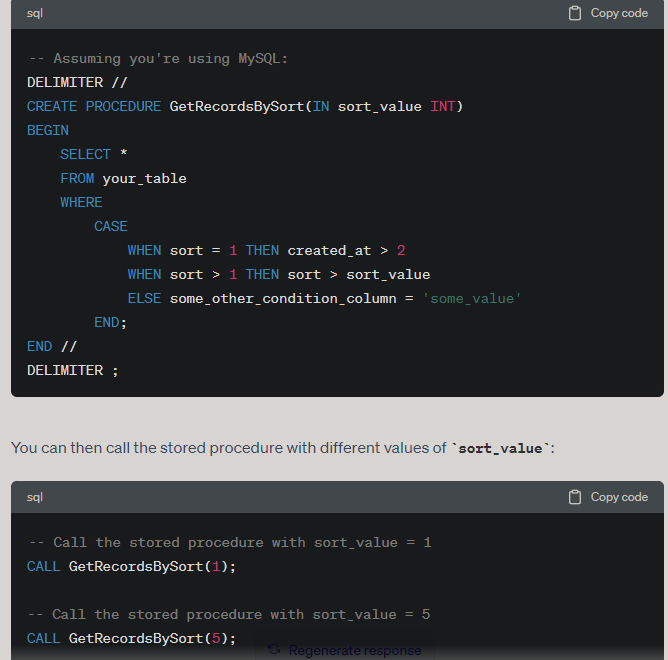 sql
Copy code
-- Assuming you're using MySQL:
DELIMITER //
CREATE PROCEDURE GetRecordsBySort(IN sort_value INT)
BEGIN
    SELECT *
    FROM your_table
    WHERE
        CASE
            WHEN sort = 1 THEN created_at > 2
            WHEN sort > 1 THEN sort > sort_value
            ELSE some_other_condition_column = 'some_value'
        END;
END //
DELIMITER ;
You can then call the stored procedure with different values of `sort_value`:
sql
Copy code
-- Call the stored procedure with sort_value = 1
CALL GetRecordsBySort(1);
-- Call the stored procedure with sort_value = 5
CALL GetRecordsBySort(5);
Regenerate response